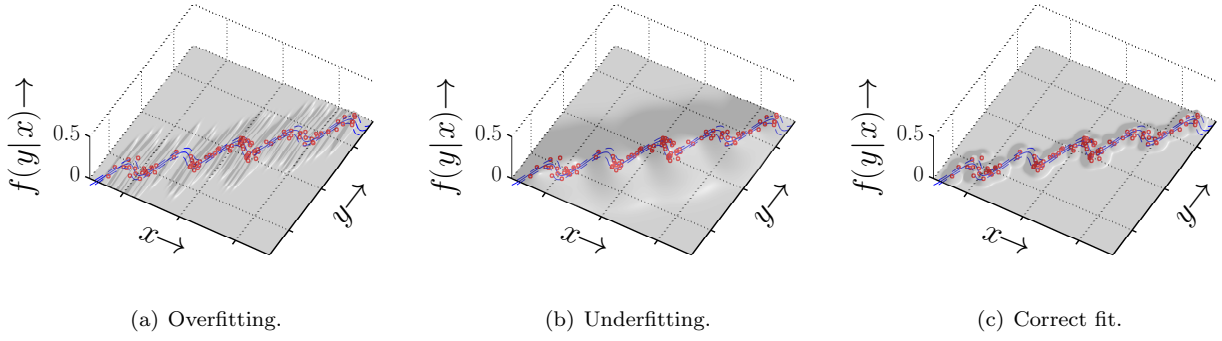 f(y|x)→
0.5
0
x→
y→
(a) Overfitting.
f(y|x)→
0.5
0
x→
y→
(b) Underfitting.
f(y|x)→
0.5
0
x→
y→
(c) Correct fit.